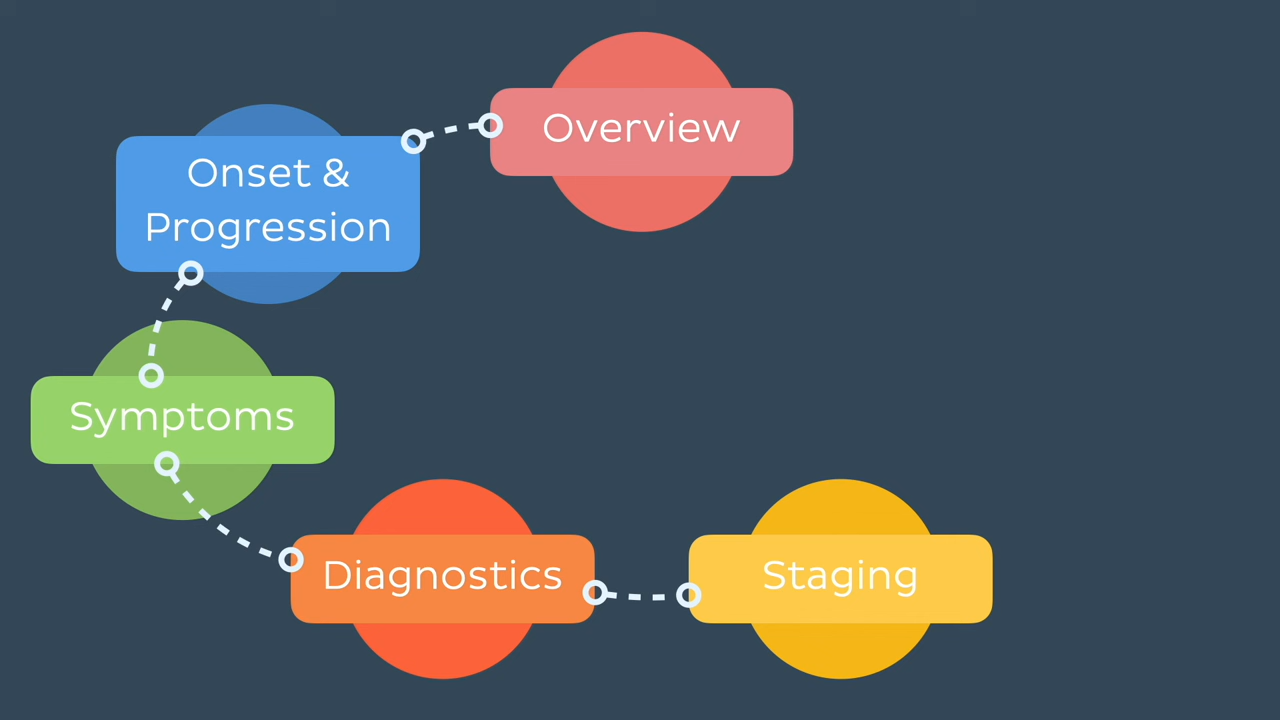 Overview
Onset &
Progression
Symptoms
Diagnostics
Staging